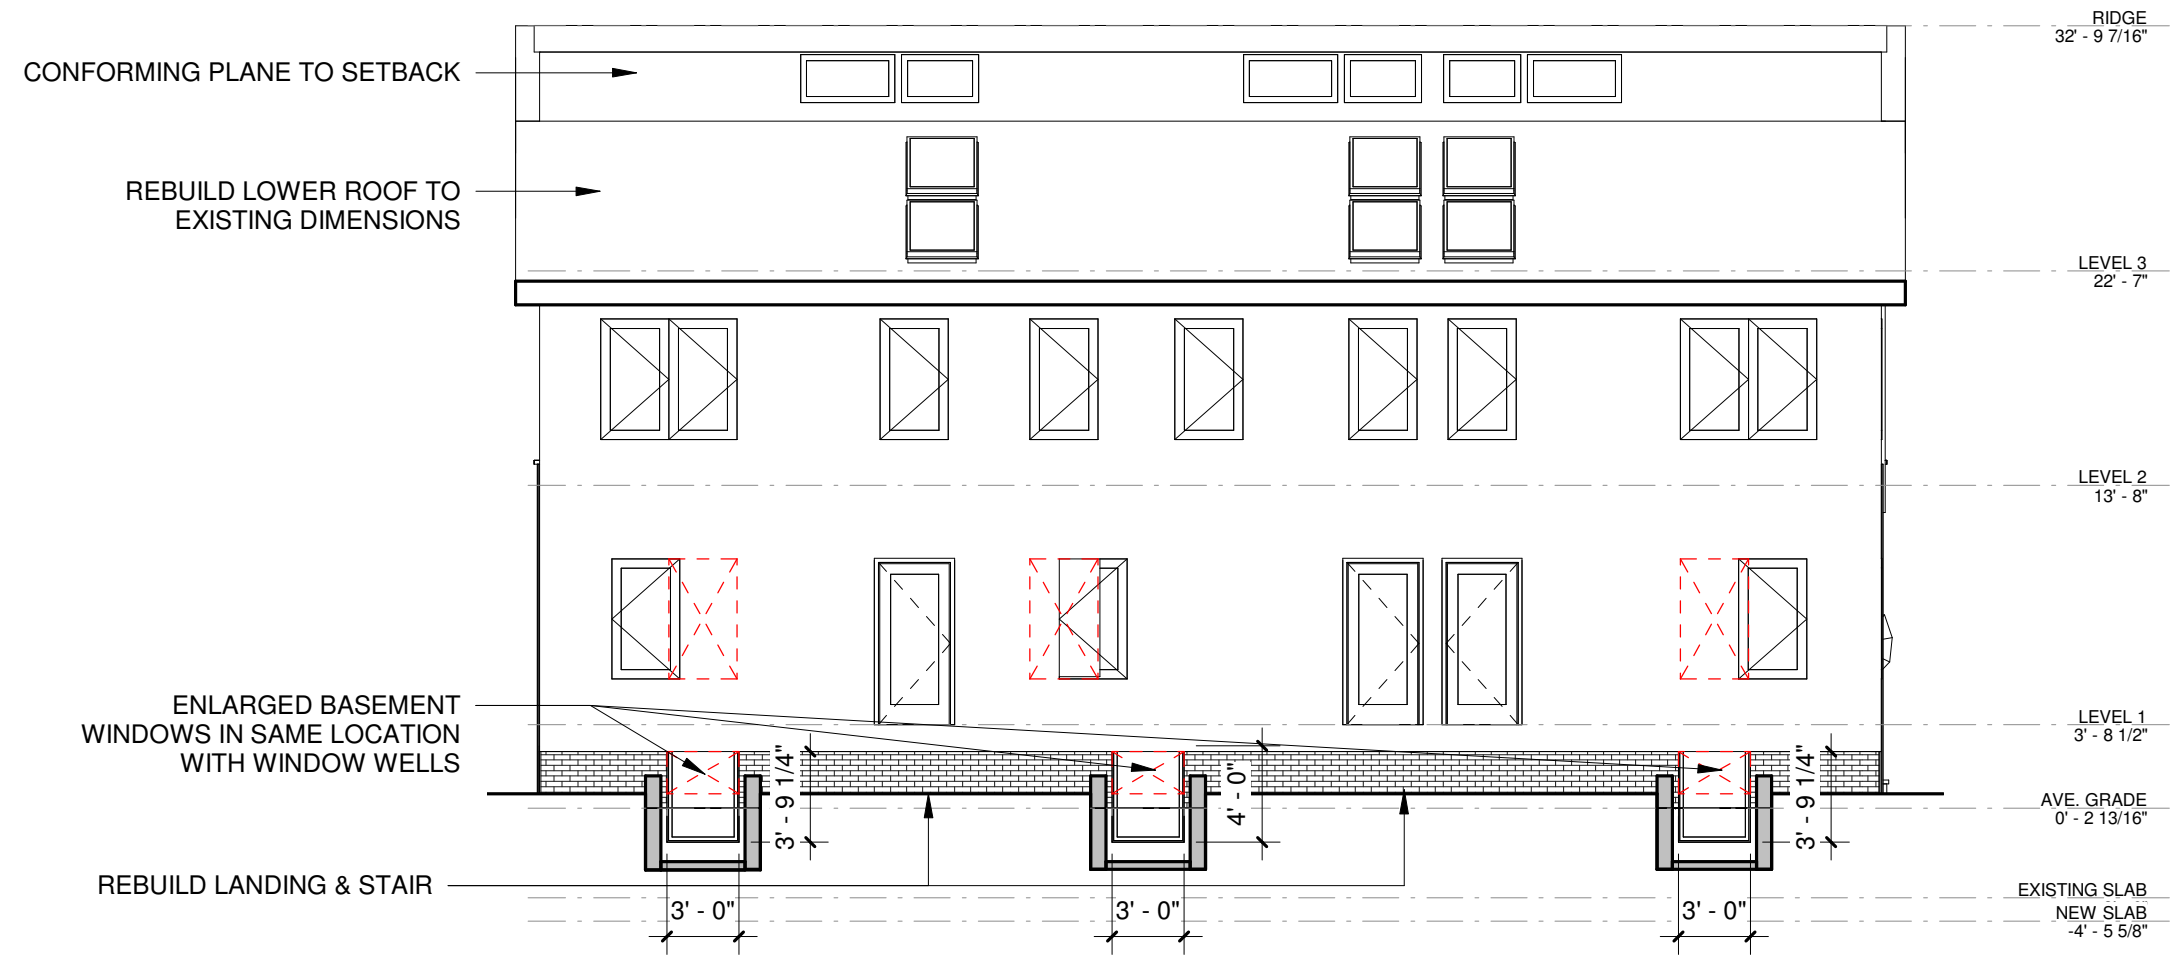 RIDGE
32' - 9 7/16"
CONFORMING PLANE TO SETBACK
REBUILD LOWER ROOF TO
EXISTING DIMENSIONS
LEVEL 3
22' - 7"
LEVEL 2
13' - 8"
ENLARGED BASEMENT
WINDOWS IN SAME LOCATION
WITH WINDOW WELLS
LEVEL 1
3' - 8 1/2"
3' - 9 1/4"
4' - 0"
3' - 9 1/4"
AVE. GRADE
0' - 2 13/16"
REBUILD LANDING & STAIR
EXISTING SLAB
3' - 0"
3' - 0"
3' - 0"
NEW SLAB
-4' - 5 5/8"